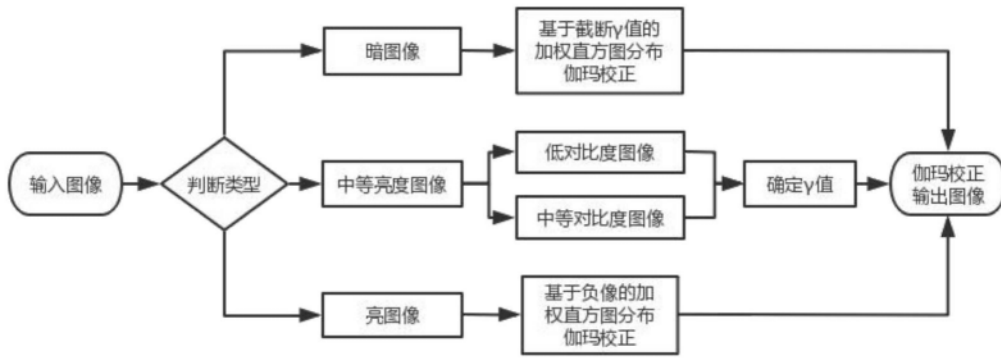 暗图像
基于截断γ值的
加权直方图分布
伽玛校正
输入图像
判断类型
中等亮度图像
低对比度图像
中等对比度图像
确定γ值
伽玛校正
输出图像
亮图像
基于负像的加
权直方图分布
伽玛校正